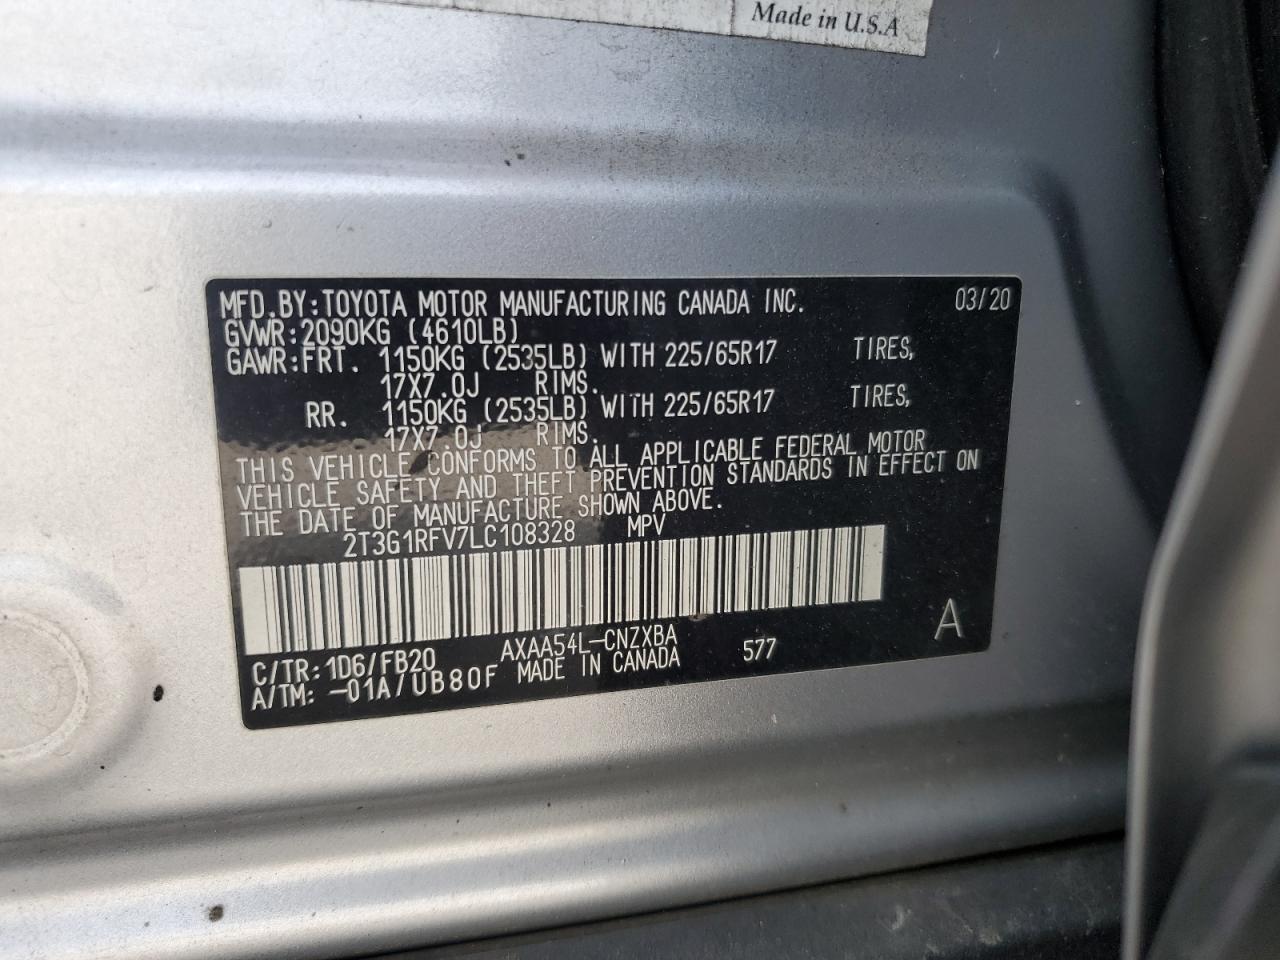 Made in U.S.A
MFD.BY:TOYOTA MOTOR MANUFACTURING CANADA INC. 03/20
GVWR:2090KG (4610LB)
GAWR:FRT. 1150KG (2535LB) WITH 225/65R17 TIRES,
17X7.0J RIMS.
RR. 1150KG (2535LB) WITH 225/65R17 TIRES,
17X7.0J RIMS.
THIS VEHICLE CONFORMS TO ALL APPLICABLE FEDERAL MOTOR
VEHICLE SAFETY AND THEFT PREVENTION STANDARDS IN EFFECT ON
THE DATE OF MANUFACTURE SHOWN ABOVE.
2T3G1RFV7LC108328 MPV
C/TR:1D6/FB20 AXAA54L-CNZXBA 577 A
A/TM:-01A/UB80F MADE IN CANADA